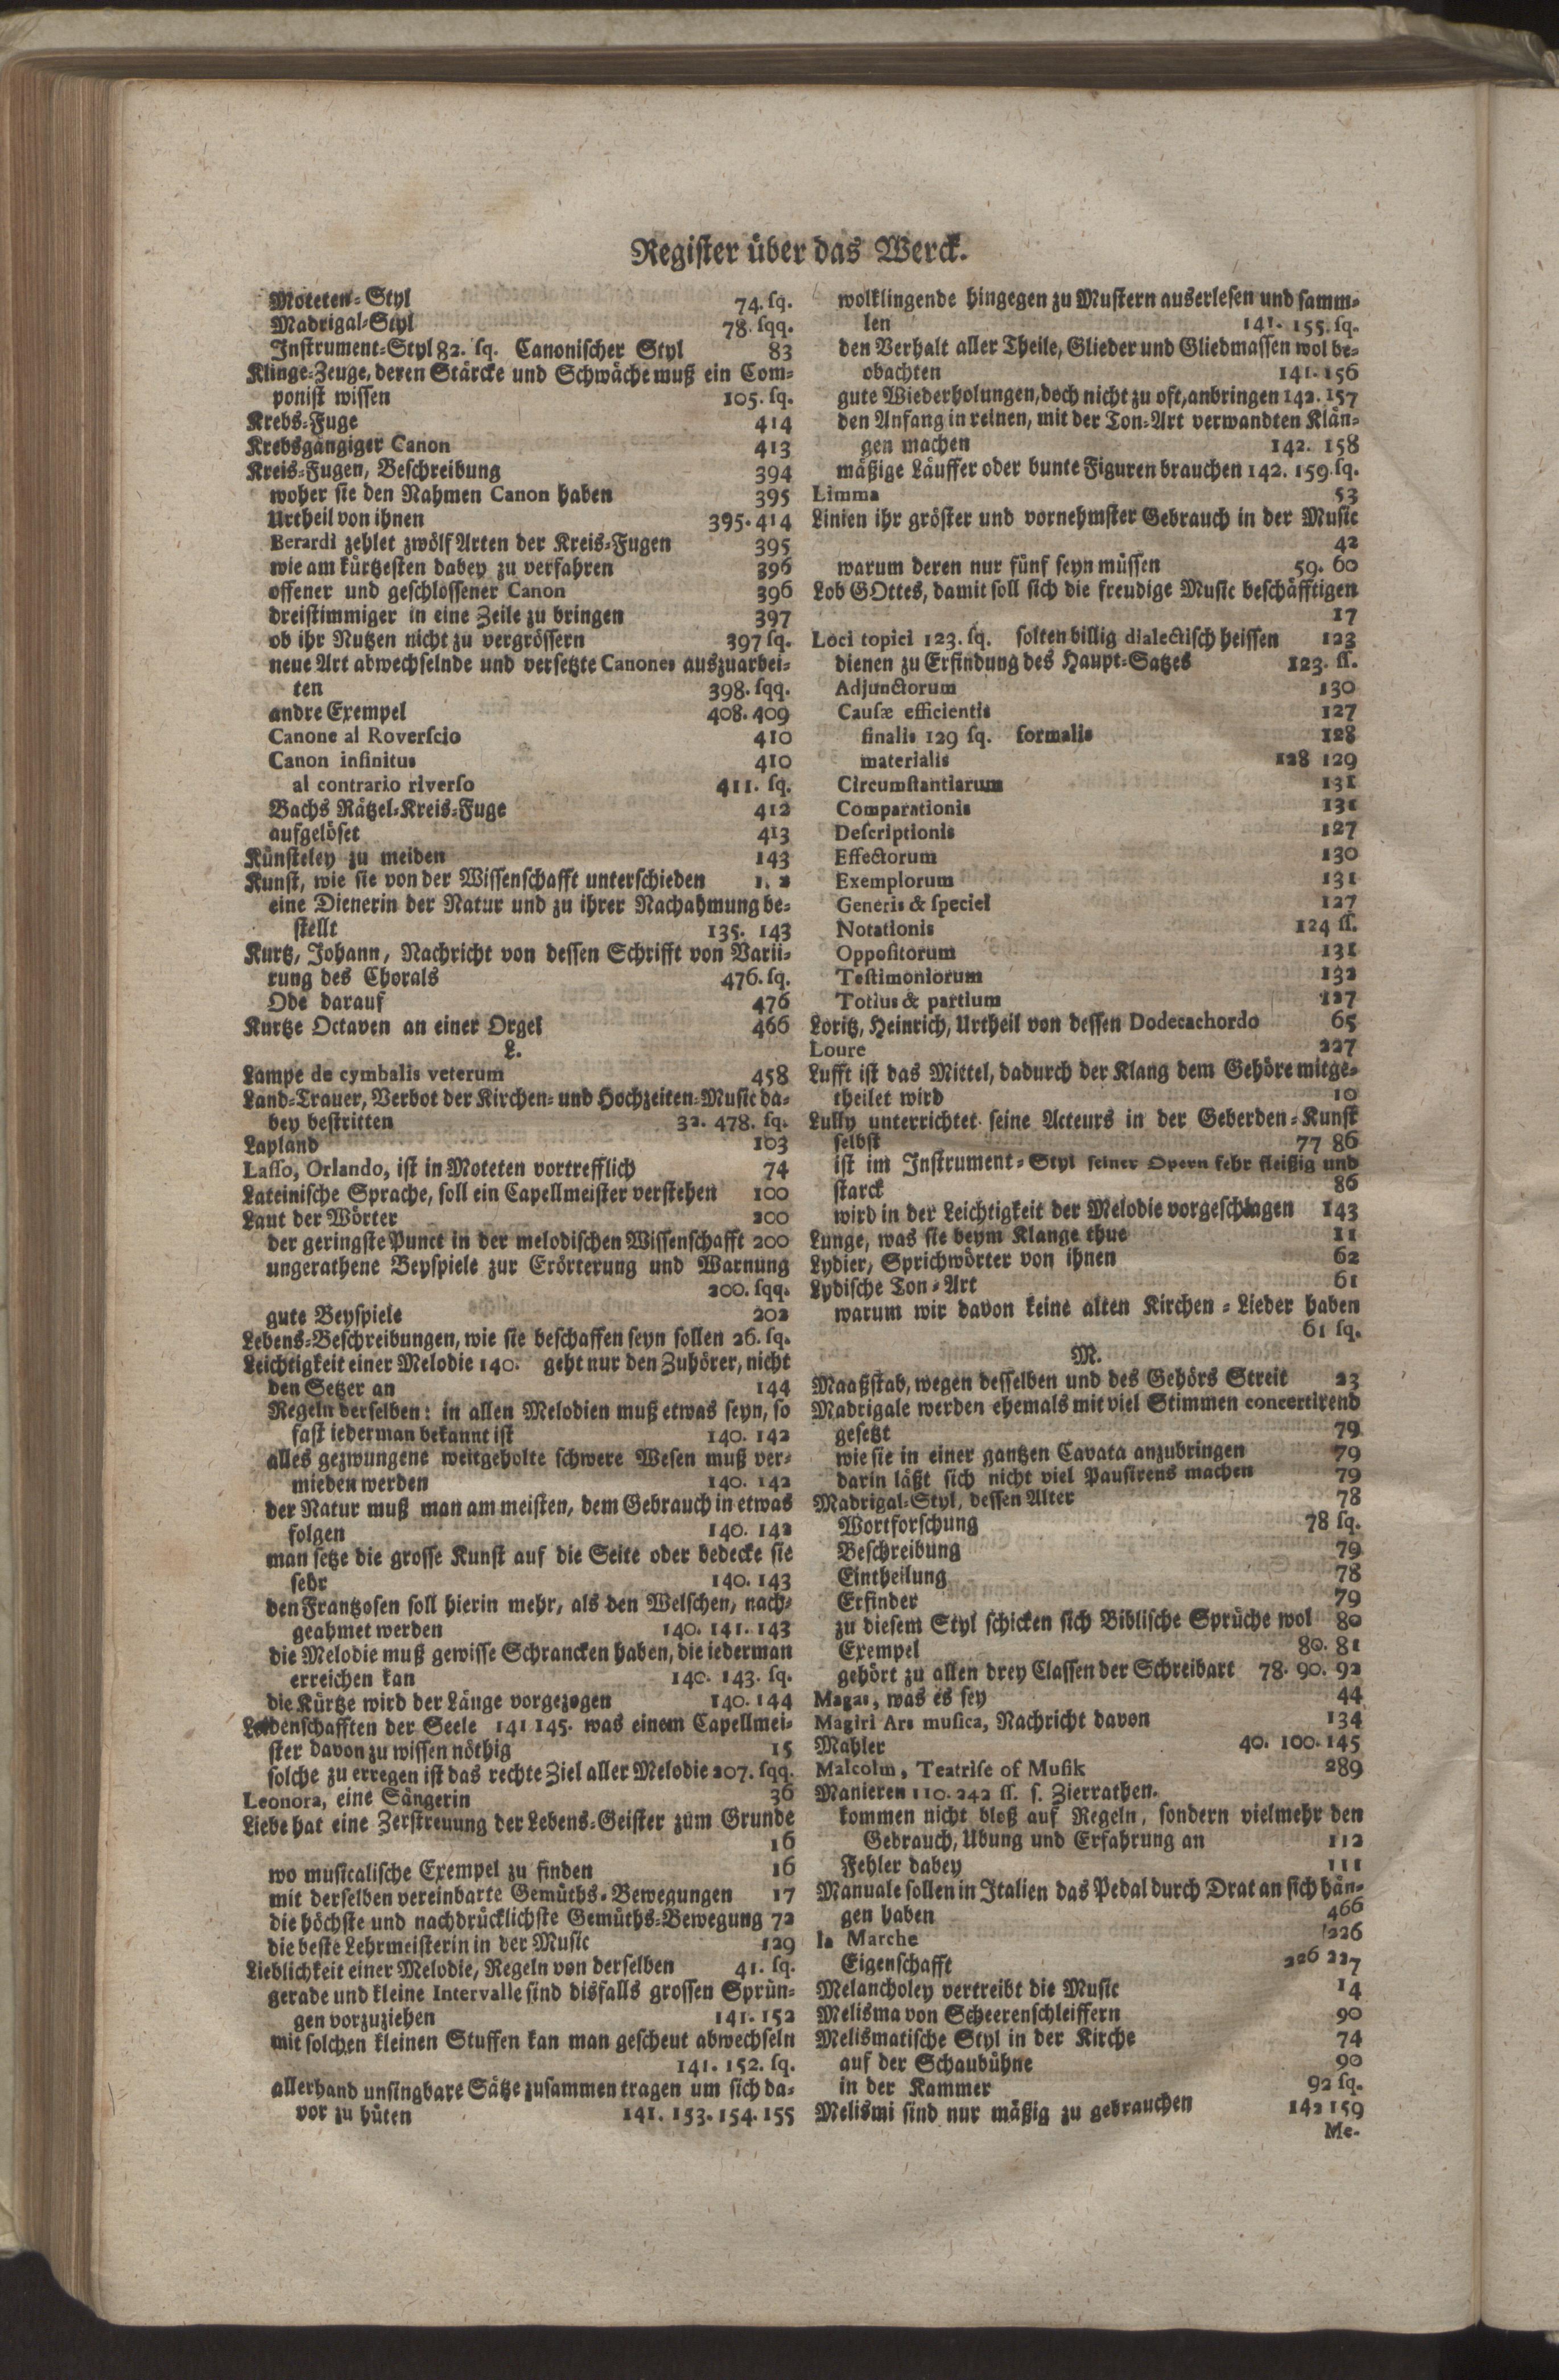 Register über das Werck.
Moteten-Styl 74. sq.
Madrigal-Styl 78. sqq.
Instrument-Styl 82. sq. Canonischer Styl 83
Klinge-Zeuge, deren Stärcke und Schwäche muß ein Com-
ponist wissen 105. sq.
Krebs-Fuge 414
Krebsgängiger Canon 413
Kreis-Fugen, Beschreibung 394
woher sie den Nahmen Canon haben 395
Urtheil von ihnen 395. 414
Berardi zehlet zwölf Arten der Kreis-Fugen 395
wie am kürtzesten dabey zu verfahren 396
offener und geschlossener Canon 396
dreistimmiger in eine Zeile zu bringen 397
ob ihr Nutzen nicht zu vergrössern 397 sq.
neue Art abwechselnde und versetzte Canones auszuarbei-
ten 398. sqq.
andre Exempel 408. 409
Canone al Roverscio 410
Canon infinitus 410
al contrario riverso 411. sq.
Bachs Rätzel-Kreis-Fuge 412
aufgelöset 413
Künsteley zu meiden 143
Kunst, wie sie von der Wissenschafft unterschieden 1. 2
eine Dienerin der Natur und zu ihrer Nachahmung be-
stellt 135. 143
Kurtz, Johann, Nachricht von dessen Schrifft von Varii-
rung des Chorals 476. sq.
Ode darauf 476
Kurtze Octaven an einer Orgel 466
L.
Lampe de cymbalis veterum 458
Land-Trauer, Verbot der Kirchen- und Hochzeiten-Music da-
bey bestritten 32. 478. sq.
Lapland 103
Lasso, Orlando, ist in Moteten vortrefflich 74
Lateinische Sprache, soll ein Capellmeister verstehen 100
Laut der Wörter 200
der geringste Punct in der melodischen Wissenschafft 200
ungerathene Beyspiele zur Erörterung und Warnung
200. sqq.
gute Beyspiele 202
Lebens-Beschreibungen, wie sie beschaffen seyn sollen 26. sq.
Leichtigkeit einer Melodie 140. geht nur den Zuhörer, nicht
den Setzer an 144
Regeln derselben: in allen Melodien muß etwas seyn, so
fast iederman bekannt ist 140. 142
alles gezwungene weitgeholte schwere Wesen muß ver-
mieden werden 140. 142
der Natur muß man am meisten, dem Gebrauch in etwas
folgen 140. 142
man setze die grosse Kunst auf die Seite oder bedecke sie
sehr 140. 143
den Frantzosen soll hierin mehr, als den Welschen, nach-
geahmet werden 140. 141. 143
die Melodie muß gewisse Schrancken haben, die iederman
erreichen kan 140. 143. sq.
die Kürtze wird der Länge vorgezogen 140. 144
Leidenschafften der Seele 141 145. was einem Capellmei-
ster davon zu wissen nöthig 15
solche zu erregen ist das rechte Ziel aller Melodie 207. sqq.
Leonora, eine Sängerin 36
Liebe hat eine Zerstreuung der Lebens-Geister zum Grunde
16
wo musicalische Exempel zu finden 16
mit derselben vereinbarte Gemüths-Bewegungen 17
die höchste und nachdrücklichste Gemüths-Bewegung 72
die beste Lehrmeisterin in der Music 129
Lieblichkeit einer Melodie, Regeln von derselben 41. sq.
gerade und kleine Intervalle sind disfalls grossen Sprün-
gen vorzuziehen 141. 152
mit solchen kleinen Stuffen kan man gescheut abwechseln
141. 152. sq.
allerhand unsingbare Sätze zusammen tragen um sich da-
vor zu hüten 141. 153. 154. 155
wolklingende hingegen zu Mustern auserlesen und samm-
len 141. 155. sq.
den Verhalt aller Theile, Glieder und Gliedmassen wol be-
obachten 141. 156
gute Wiederholungen, doch nicht zu oft, anbringen 142. 157
den Anfang in reinen, mit der Ton-Art verwandten Klän-
gen machen 142. 158
mäßige Läuffer oder bunte Figuren brauchen 142. 159. sq.
Limma 53
Linien ihr gröster und vornehmster Gebrauch in der Music
42
warum deren nur fünf seyn müssen 59. 60
Lob GOttes, damit soll sich die freudige Music beschäfftigen
17
Loci topici 123. sq. solten billig dialectisch heissen 123
dienen zu Erfindung des Haupt-Satzes 123. ss.
Adjunctorum 130
Causæ efficientis 127
finalis 129 sq. formalis 128
materialis 128 129
Circumstantiarum 131
Comparationis 131
Descriptionis 127
Effectorum 130
Exemplorum 131
Generis & speciei 127
Notationis 124 ss.
Oppositorum 131
Testimoniorum 132
Totius & partium 127
Loritz, Heinrich, Urtheil von dessen Dodecachordo 65
Loure 227
Lufft ist das Mittel, dadurch der Klang dem Gehöre mitge-
theilet wird 10
Lully unterrichtet seine Acteurs in der Geberden-Kunst
selbst 77 86
ist im Instrument-Styl seiner Opern sehr fleißig und
starck 86
wird in der Leichtigkeit der Melodie vorgeschlagen 143
Lunge, was sie beym Klange thue 11
Lydier, Sprichwörter von ihnen 62
Lydische Ton-Art 61
warum wir davon keine alten Kirchen-Lieder haben
61 sq.
M.
Maaßstab, wegen desselben und des Gehörs Streit 23
Madrigale werden ehemals mit viel Stimmen concertirend
gesetzt 79
wie sie in einer gantzen Cavata anzubringen 79
darin läßt sich nicht viel Pausirens machen 79
Madrigal-Styl, dessen Alter 78
Wortforschung 78 sq.
Beschreibung 79
Eintheilung 78
Erfinder 79
zu diesem Styl schicken sich Biblische Sprüche wol 80
Exempel 80. 81
gehört zu allen drey Classen der Schreibart 78. 90. 92
Magas, was es sey 44
Magiri Ars musica, Nachricht davon 134
Mahler 40. 100. 145
Malcolm, Teatrise of Musik 289
Manieren 110. 242 ss. s. Zierrathen.
kommen nicht bloß auf Regeln, sondern vielmehr den
Gebrauch, Ubung und Erfahrung an 112
Fehler dabey 111
Manuale sollen in Italien das Pedal durch Drat an sich hän-
gen haben 466
la Marche 226
Eigenschafft 226 227
Melancholey vertreibt die Music 14
Melisma von Scheerenschleiffern 90
Melismatische Styl in der Kirche 74
auf der Schaubühne 90
in der Kammer 92 sq.
Melismi sind nur mäßig zu gebrauchen 142 159
Me-